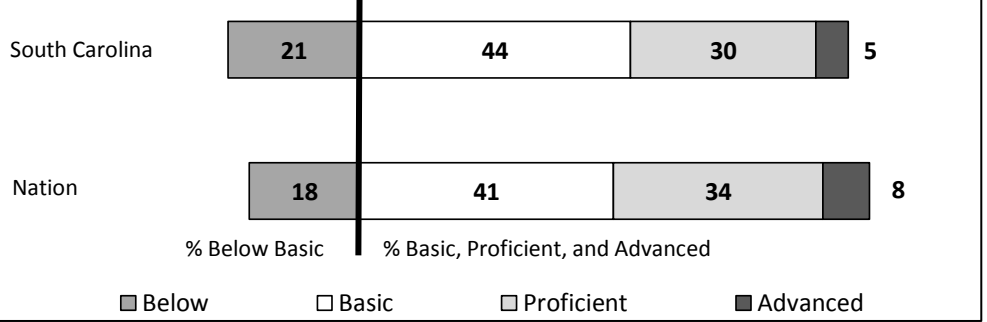 South Carolina 21 44 30 5
Nation 18 41 34 8
% Below Basic % Basic, Proficient, and Advanced
Below Basic Proficient Advanced